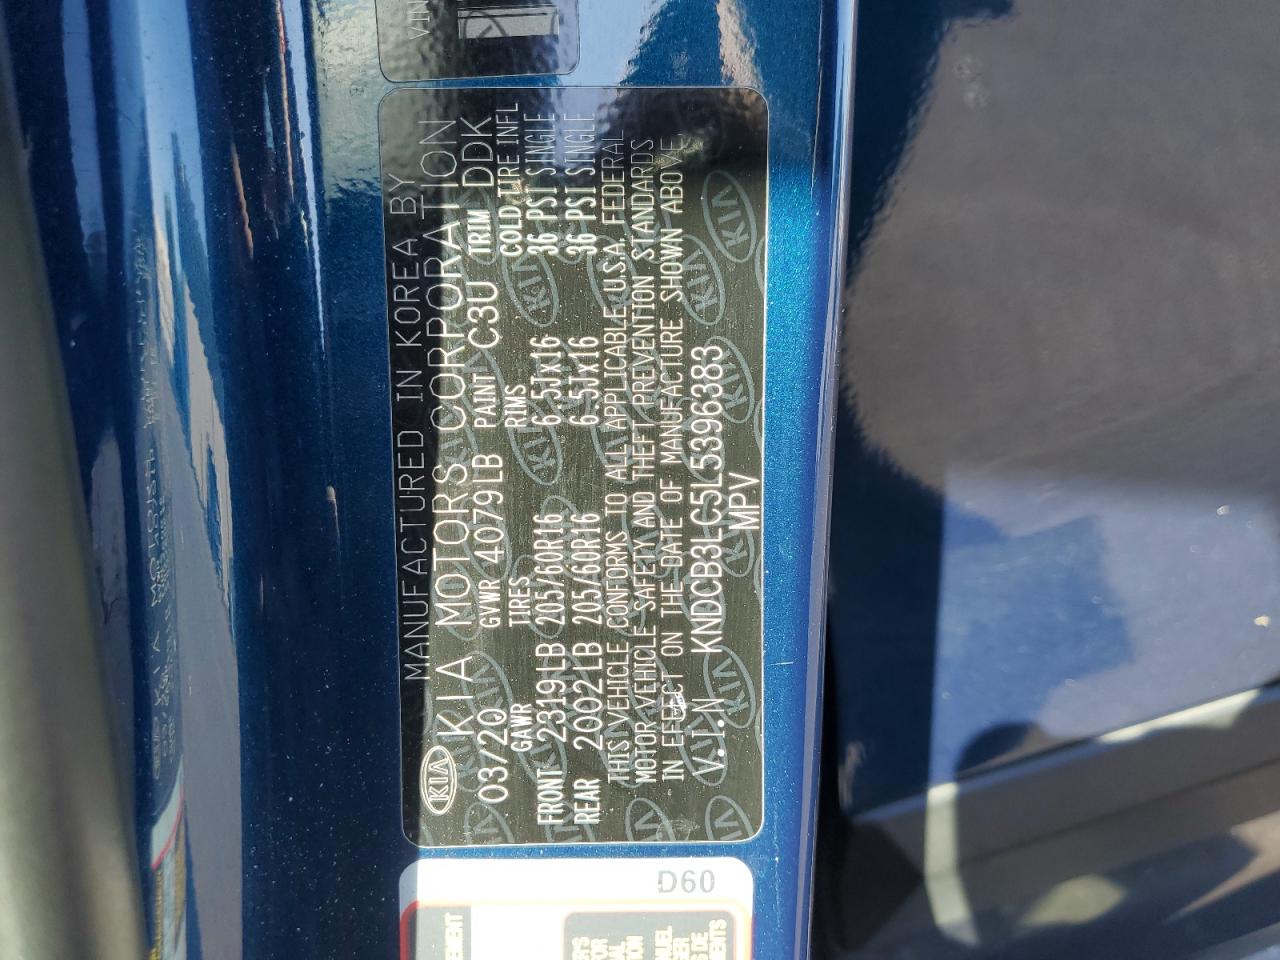 VIN
MANUFACTURED IN KOREA BY
KIA KIA MOTORS CORPORATION
03/20 GVWR 4079LB PAINT C3U TRIM DDK
GAWR TIRES RIMS COLD TIRE INFL
FRONT 2319LB 205/60R16 6.5Jx16 36 PSI SINGLE
REAR 2002LB 205/60R16 6.5Jx16 36 PSI SINGLE
THIS VEHICLE CONFORMS TO ALL APPLICABLE U.S.A. FEDERAL
MOTOR VEHICLE SAFETY AND THEFT PREVENTION STANDARDS
IN EFFECT ON THE DATE OF MANUFACTURE SHOWN ABOVE.
V.I.N KNDCB3LC5L5396383
MPV
D60